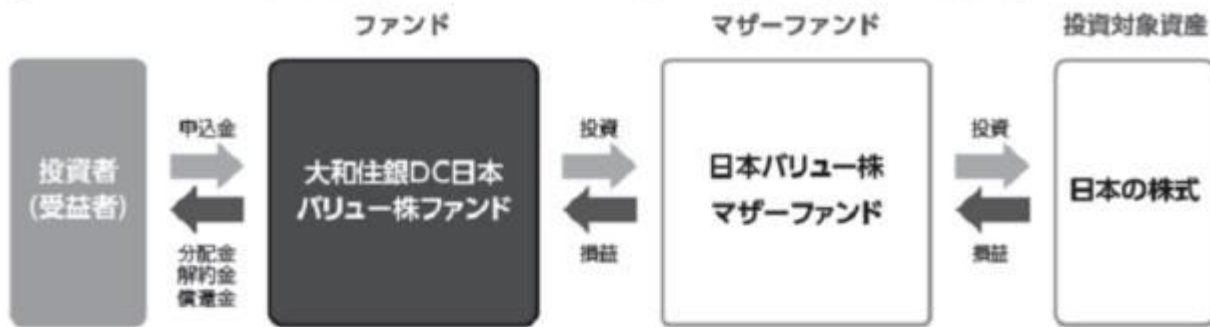 ファンド
マザーファンド
投資対象資産
投資者
(受益者)
申込金
分配金
解約金
償還金
大和住銀DC日本
バリュー株ファンド
投資
損益
日本バリュー株
マザーファンド
投資
損益
日本の株式